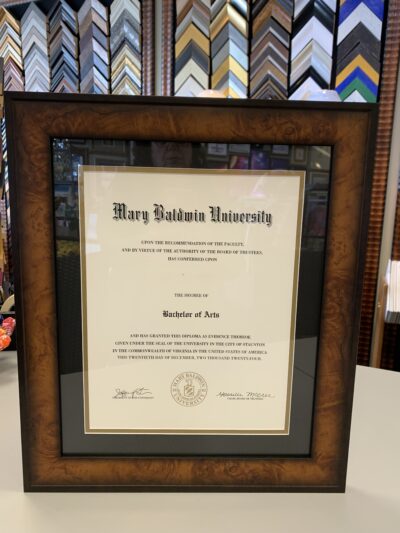 Mary Baldwin University
UPON THE RECOMMENDATION OF THE FACULTY,
AND BY VIRTUE OF THE AUTHORITY OF THE BOARD OF TRUSTEES,
HAS CONFERRED UPON
THE DEGREE OF
Bachelor of Arts
AND HAS GRANTED THIS DIPLOMA AS EVIDENCE THEREOF,
GIVEN UNDER THE SEAL OF THE UNIVERSITY IN THE CITY OF STAUNTON
IN THE COMMONWEALTH OF VIRGINIA IN THE UNITED STATES OF AMERICA
THIS TWENTIETH DAY OF DECEMBER, TWO THOUSAND TWENTY-FOUR.
MARY BALDWIN
UNIVERSITY